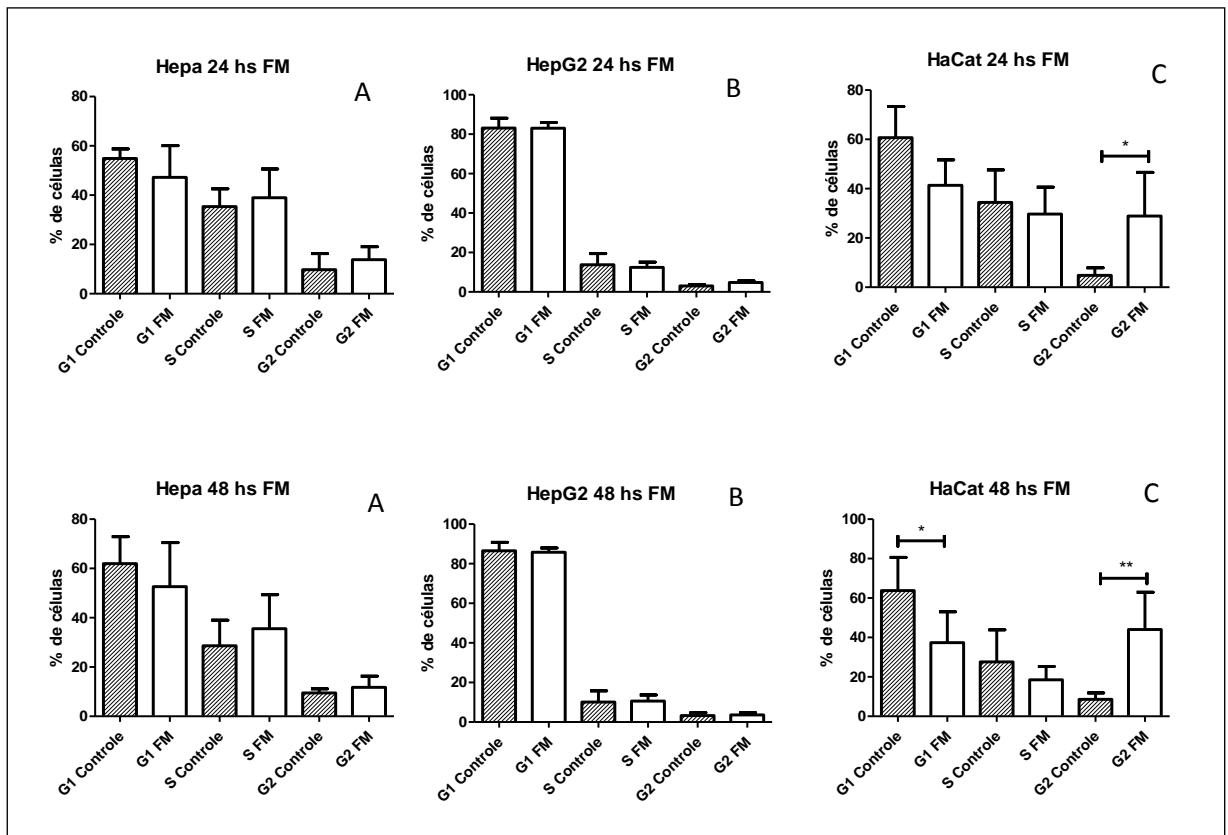 Hepa 24 hs FM
A
% de células
80
60
40
20
0
G1 Controle
G1 FM
S Controle
S FM
G2 Controle
G2 FM
HepG2 24 hs FM
B
% de células
100
80
60
40
20
0
G1 Controle
G1 FM
S Controle
S FM
G2 Controle
G2 FM
HaCat 24 hs FM
C
% de células
80
60
40
20
0
*
G1 Controle
G1 FM
S Controle
S FM
G2 Controle
G2 FM
Hepa 48 hs FM
A
% de células
80
60
40
20
0
G1 Controle
G1 FM
S Controle
S FM
G2 Controle
G2 FM
HepG2 48 hs FM
B
% de células
100
80
60
40
20
0
G1 Controle
G1 FM
S Controle
S FM
G2 Controle
G2 FM
HaCat 48 hs FM
C
% de células
100
80
60
40
20
0
*
**
G1 Controle
G1 FM
S Controle
S FM
G2 Controle
G2 FM